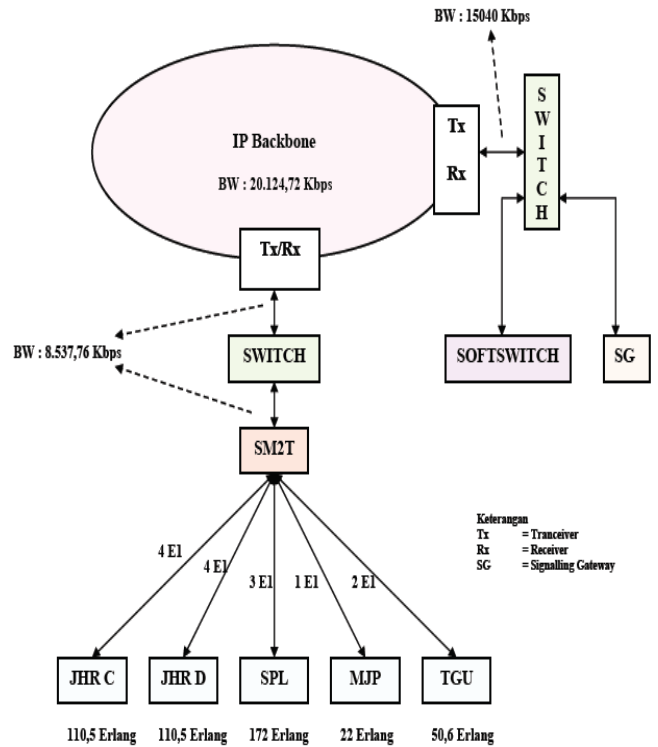 BW : 15040 Kbps
S
W
I
T
C
H
Tx
Rx
IP Backbone
BW : 20.124,72 Kbps
Tx/Rx
BW : 8.537,76 Kbps
SWITCH
SOFTSWITCH
SG
SM2T
4 E1
4 E1
3 E1
1 E1
2 E1
Keterangan
Tx = Tranceiver
Rx = Receiver
SG = Signalling Gateway
JHR C
JHR D
SPL
MJP
TGU
110,5 Erlang
110,5 Erlang
172 Erlang
22 Erlang
50,6 Erlang